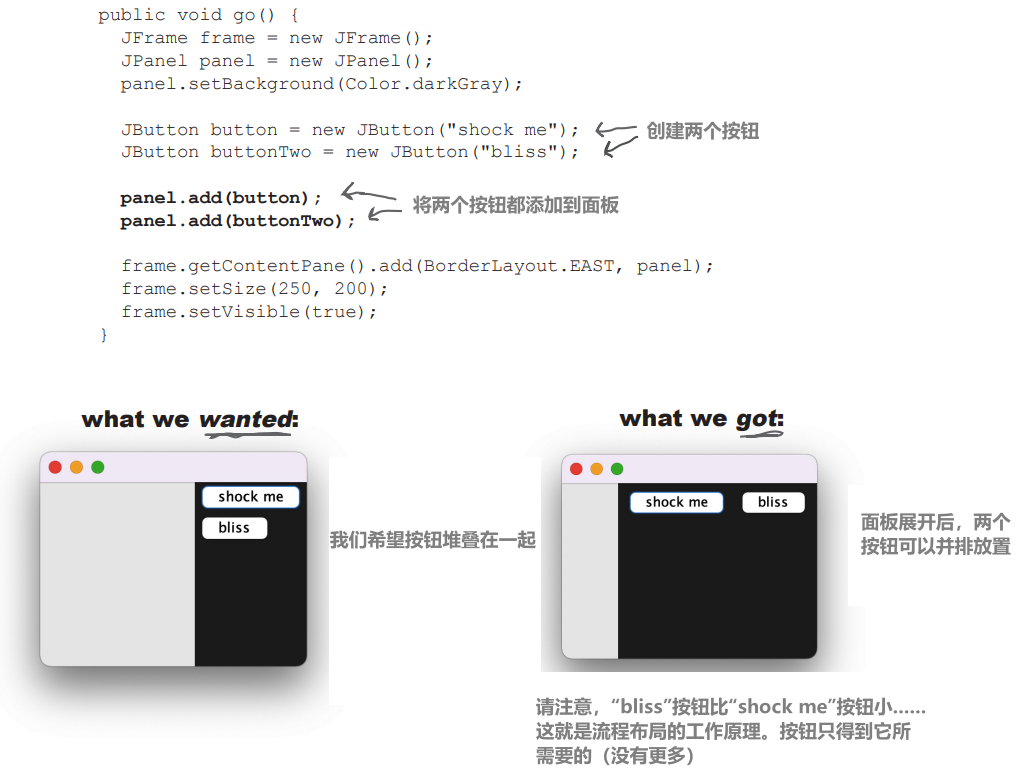 public void go() {
JFrame frame = new JFrame();
JPanel panel = new JPanel();
panel.setBackground(Color.darkGray);
JButton button = new JButton("shock me");
创建两个按钮
JButton buttonTwo = new JButton("bliss");
panel.add(button);
将两个按钮都添加到面板
panel.add(buttonTwo);
frame.getContentPane().add(BorderLayout.EAST, panel);
frame.setSize(250, 200);
frame.setVisible(true);
}
what we wanted:
shock me
bliss
我们希望按钮堆叠在一起
what we got:
shock me
bliss
面板展开后，两个
按钮可以并排放置
请注意，“bliss”按钮比“shock me”按钮小......
这就是流程布局的工作原理。按钮只得到它所
需要的（没有更多）